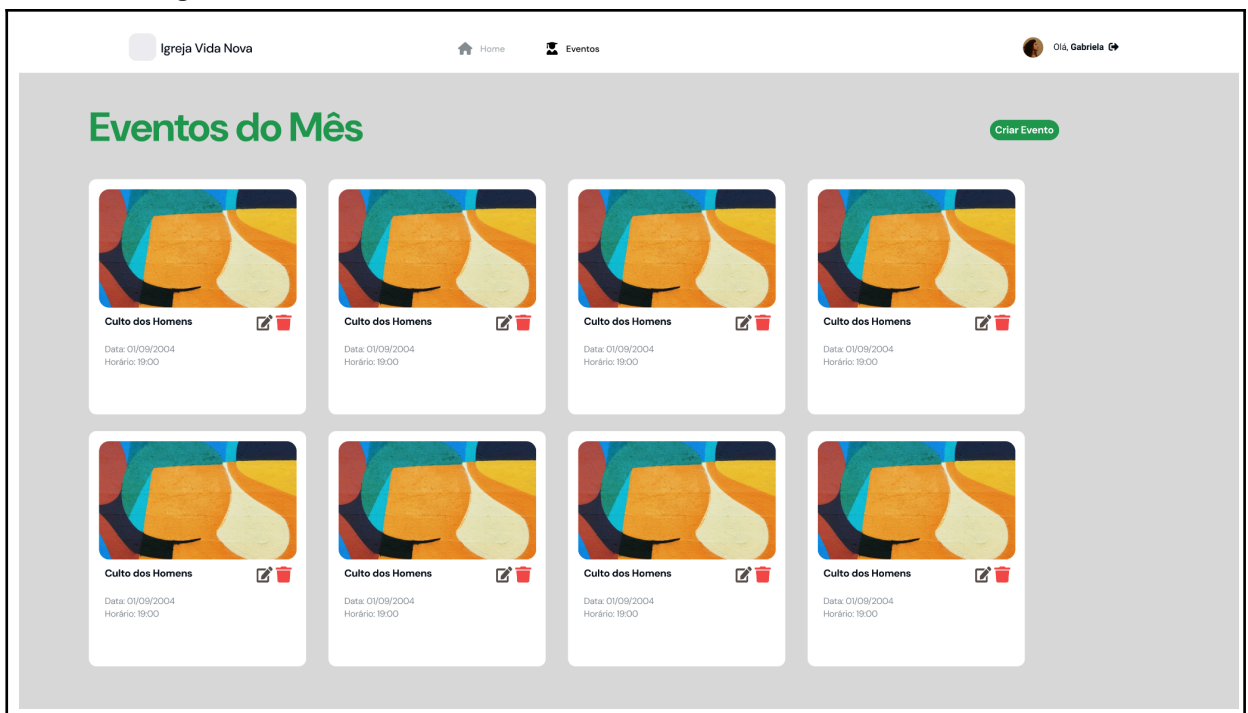 Igreja Vida Nova
Home
Eventos
Olá, Gabriela
Eventos do Mês
Criar Evento
Culto dos Homens
Data: 01/09/2004
Horário: 19:00
Culto dos Homens
Data: 01/09/2004
Horário: 19:00
Culto dos Homens
Data: 01/09/2004
Horário: 19:00
Culto dos Homens
Data: 01/09/2004
Horário: 19:00
Culto dos Homens
Data: 01/09/2004
Horário: 19:00
Culto dos Homens
Data: 01/09/2004
Horário: 19:00
Culto dos Homens
Data: 01/09/2004
Horário: 19:00
Culto dos Homens
Data: 01/09/2004
Horário: 19:00